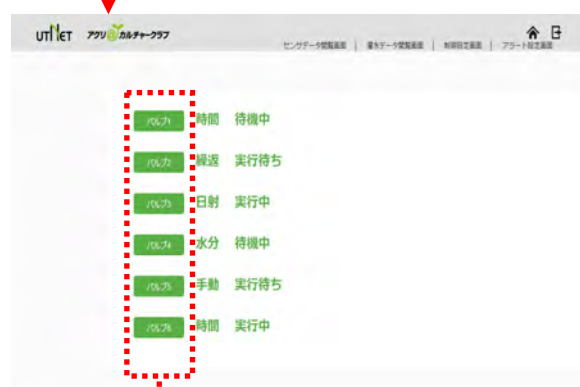 UTINET アグリ@カルチャークラブ
センサデータ閲覧画面 | 灌水データ閲覧画面 | 制御設定画面 | アラート設定画面
バルブ1 時間 待機中
バルブ2 繰返 実行待ち
バルブ3 日射 実行中
バルブ4 水分 待機中
バルブ5 手動 実行待ち
バルブ6 時間 実行中